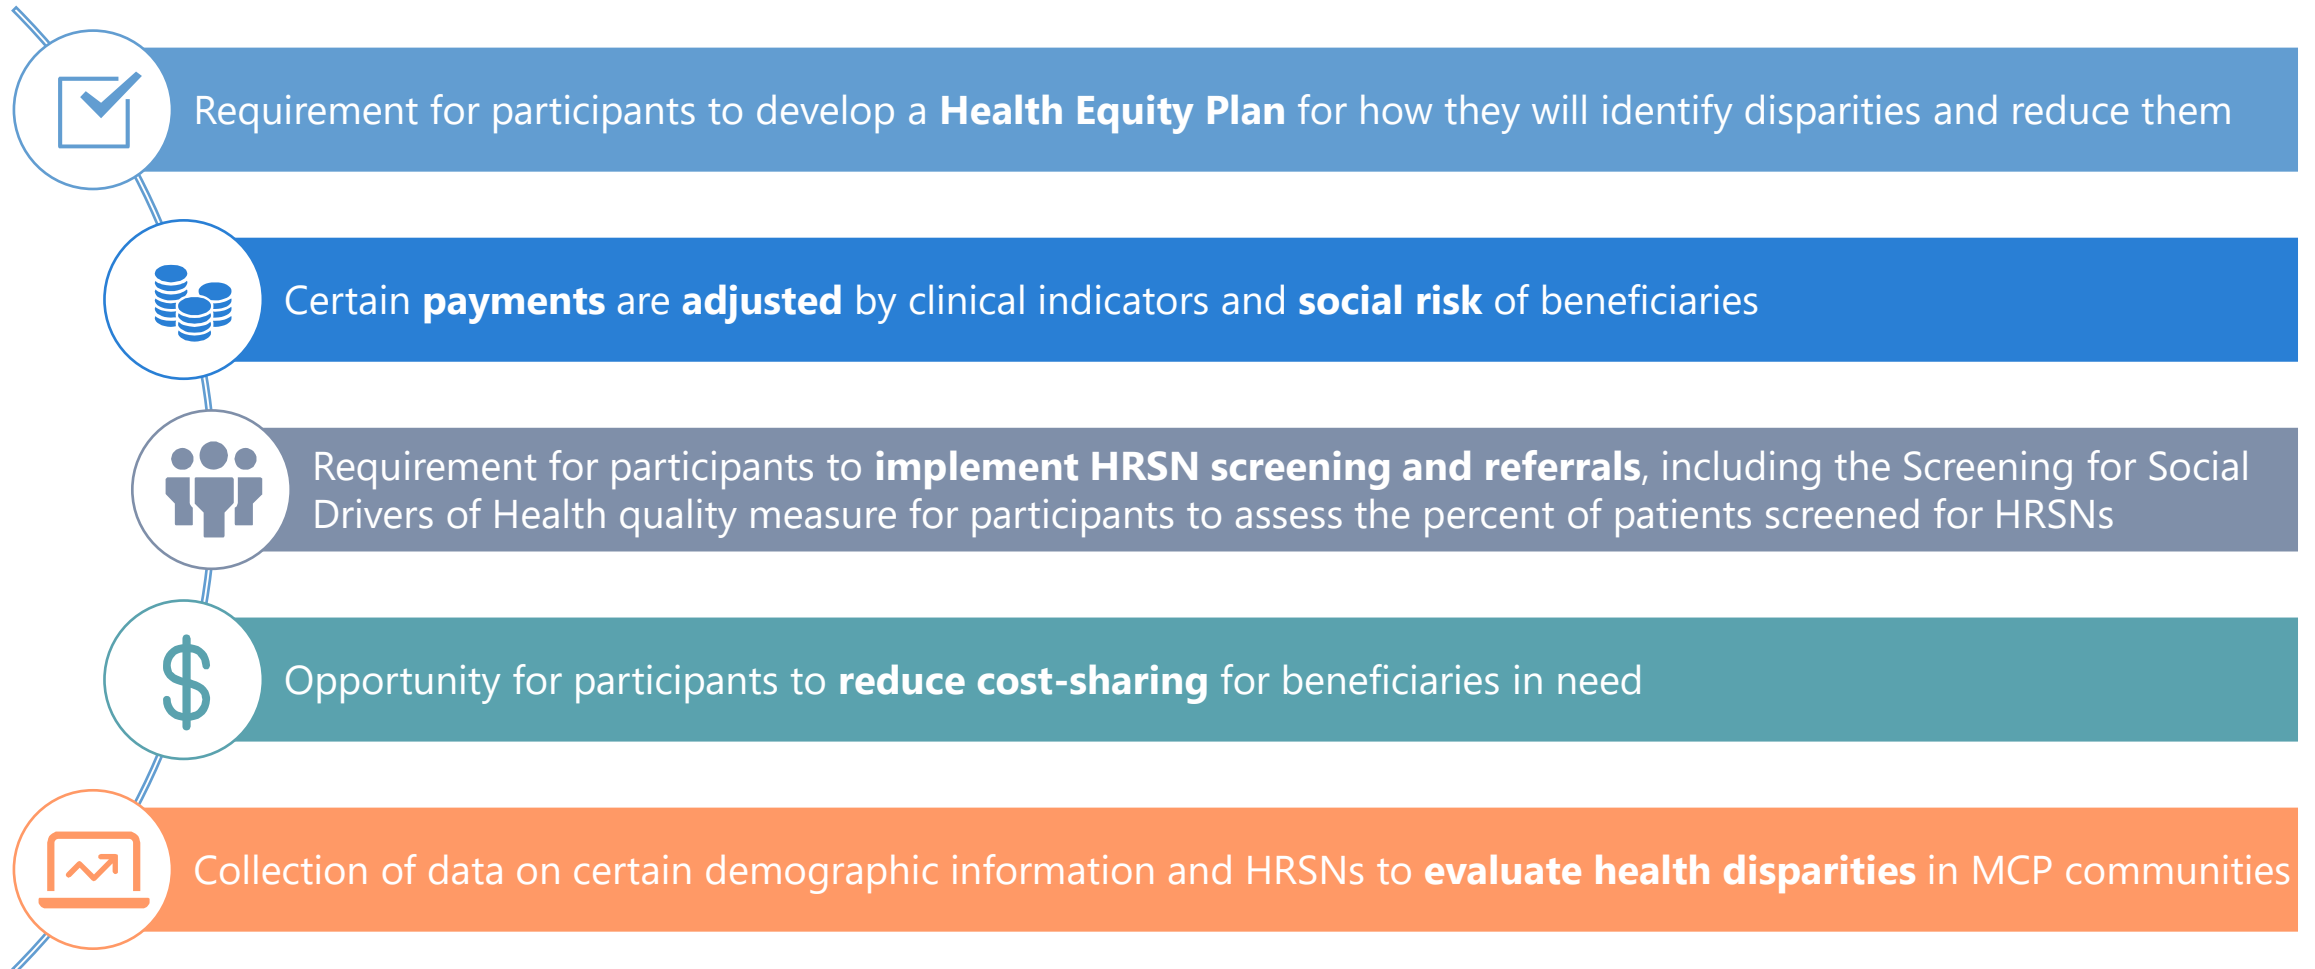 Requirement for participants to develop a Health Equity Plan for how they will identify disparities and reduce them
Certain payments are adjusted by clinical indicators and social risk of beneficiaries
Requirement for participants to implement HRSN screening and referrals, including the Screening for Social
Drivers of Health quality measure for participants to assess the percent of patients screened for HRSNs
Opportunity for participants to reduce cost-sharing for beneficiaries in need
Collection of data on certain demographic information and HRSNs to evaluate health disparities in MCP communities